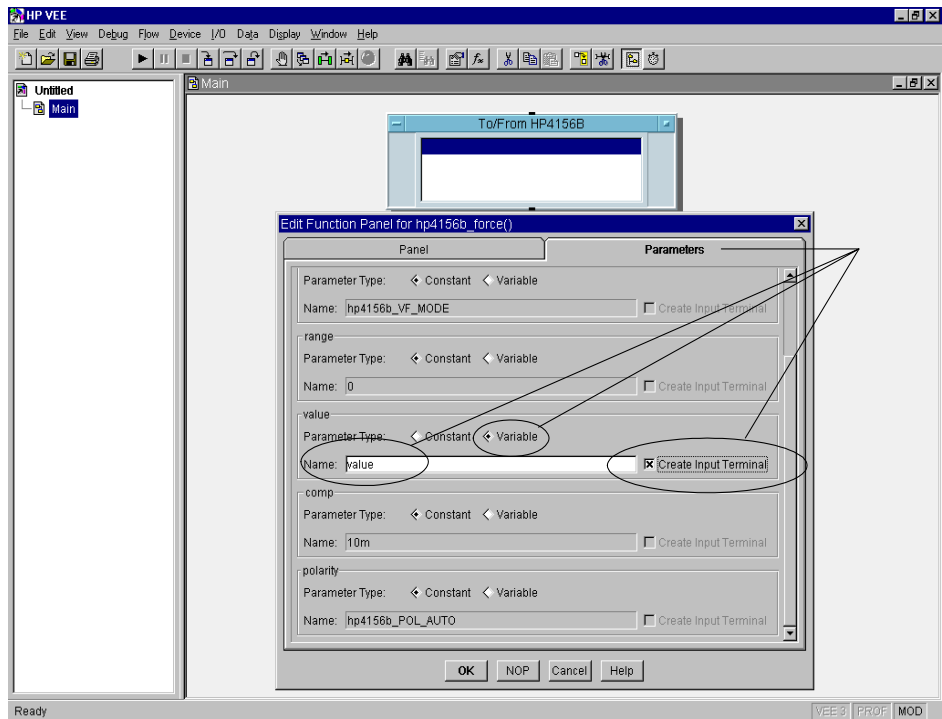 HP VEE
File Edit View Debug Flow Device I/O Data Display Window Help
Untitled
Main
Main
To/From HP4156B
Edit Function Panel for hp4156b_force()
Panel Parameters
Parameter Type: Constant Variable
Name: hp4156b_VF_MODE Create Input Terminal
range
Parameter Type: Constant Variable
Name: 0 Create Input Terminal
value
Parameter Type: Constant Variable
Name: value Create Input Terminal
comp
Parameter Type: Constant Variable
Name: 10m Create Input Terminal
polarity
Parameter Type: Constant Variable
Name: hp4156b_POL_AUTO Create Input Terminal
OK NOP Cancel Help
Ready VEE 3 PROF MOD